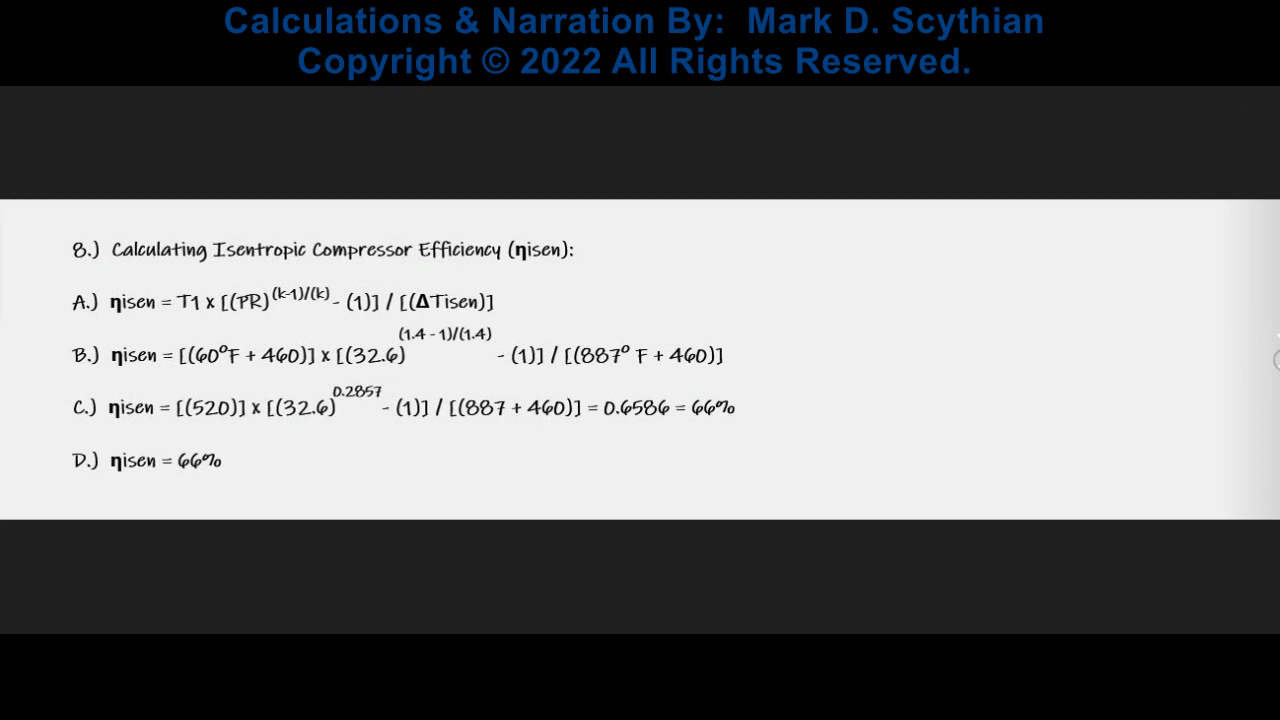 Calculations & Narration By:  Mark D. Scythian
Copyright © 2022 All Rights Reserved.
8.) Calculating Isentropic Compressor Efficiency (ηisen):
A.) ηisen = T1 x [(PR)^(k-1)/(k) - (1)] / [(ΔTisen)]
B.) ηisen = [(60°F + 460)] x [(32.6)^(1.4 - 1)/(1.4) - (1)] / [(887° F + 460)]
C.) ηisen = [(520)] x [(32.6)^0.2857 - (1)] / [(887 + 460)] = 0.6586 = 66%
D.) ηisen = 66%